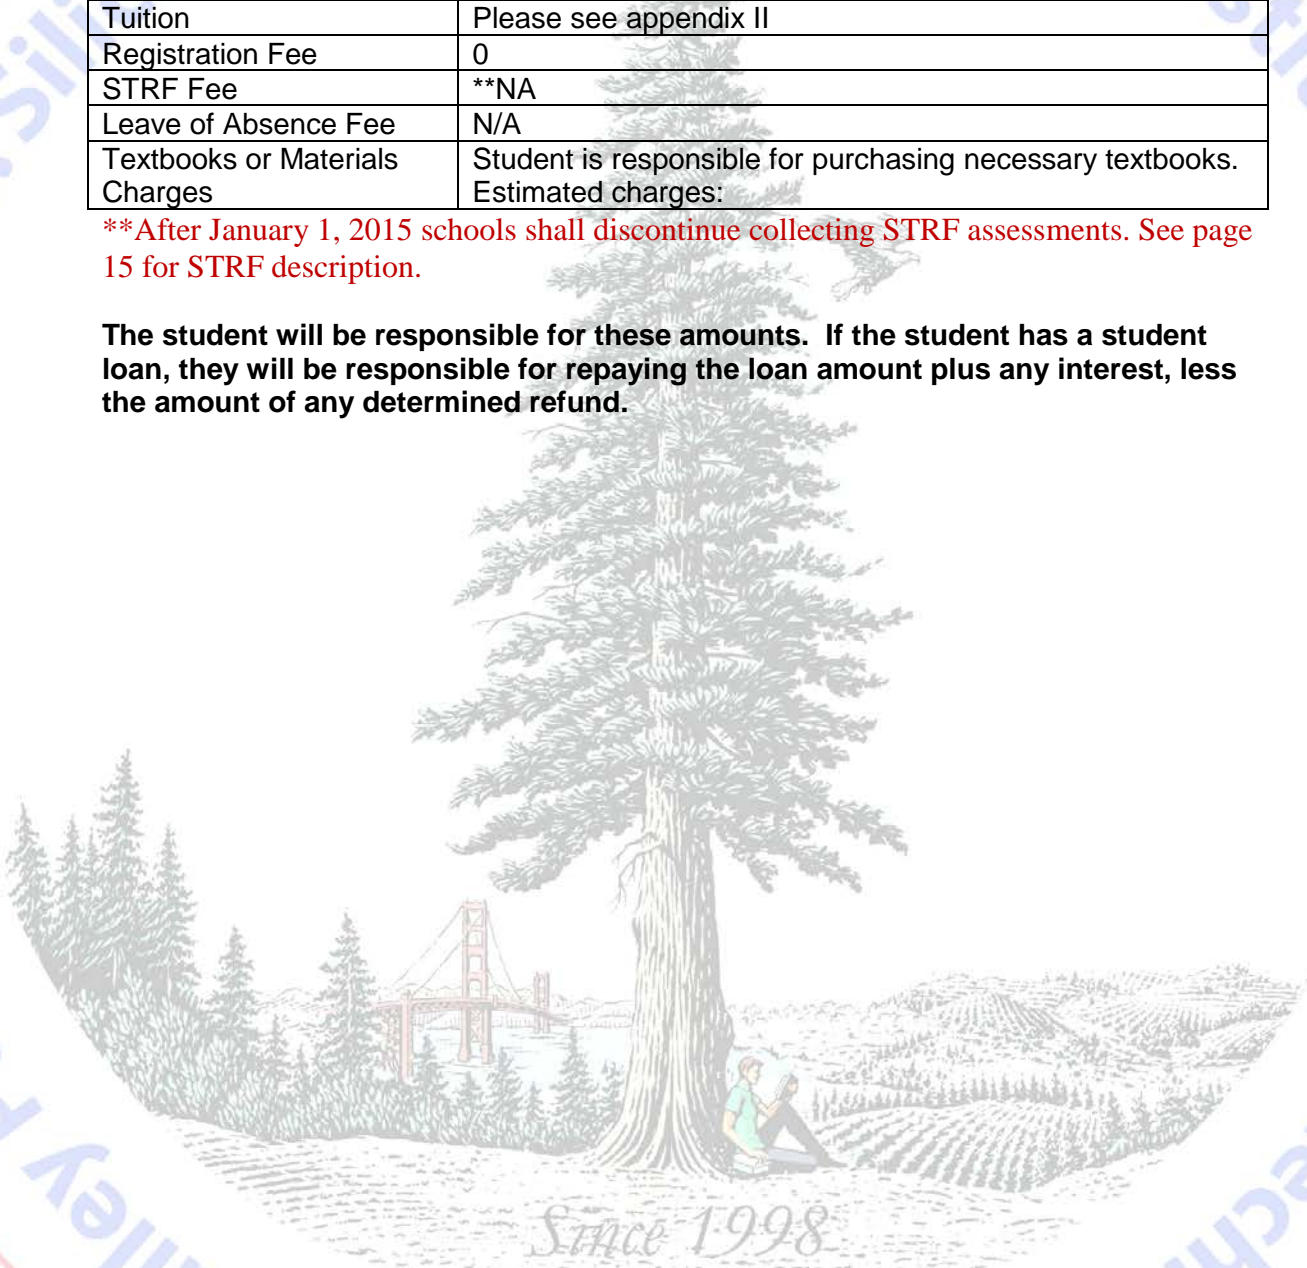 Tuition Please see appendix II
Registration Fee 0
STRF Fee **NA
Leave of Absence Fee N/A
Textbooks or Materials Student is responsible for purchasing necessary textbooks.
Charges Estimated charges:
**After January 1, 2015 schools shall discontinue collecting STRF assessments. See page
15 for STRF description.
The student will be responsible for these amounts. If the student has a student
loan, they will be responsible for repaying the loan amount plus any interest, less
the amount of any determined refund.
Since 1998